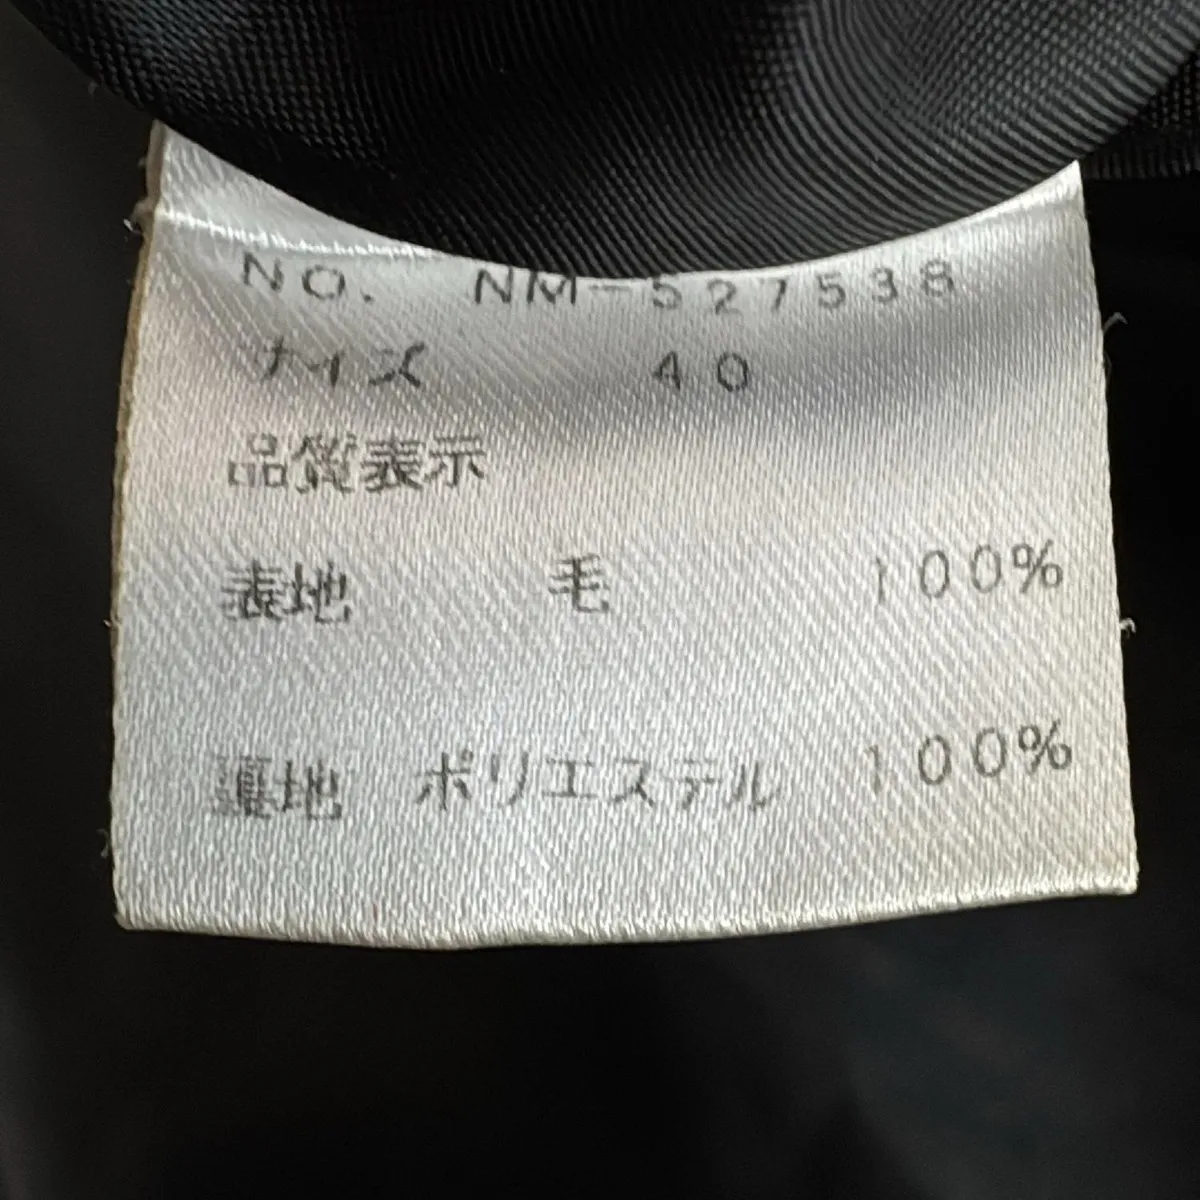 NO. NM-527538
サイズ 40
品質表示
表地 毛 100%
裏地 ポリエステル 100%